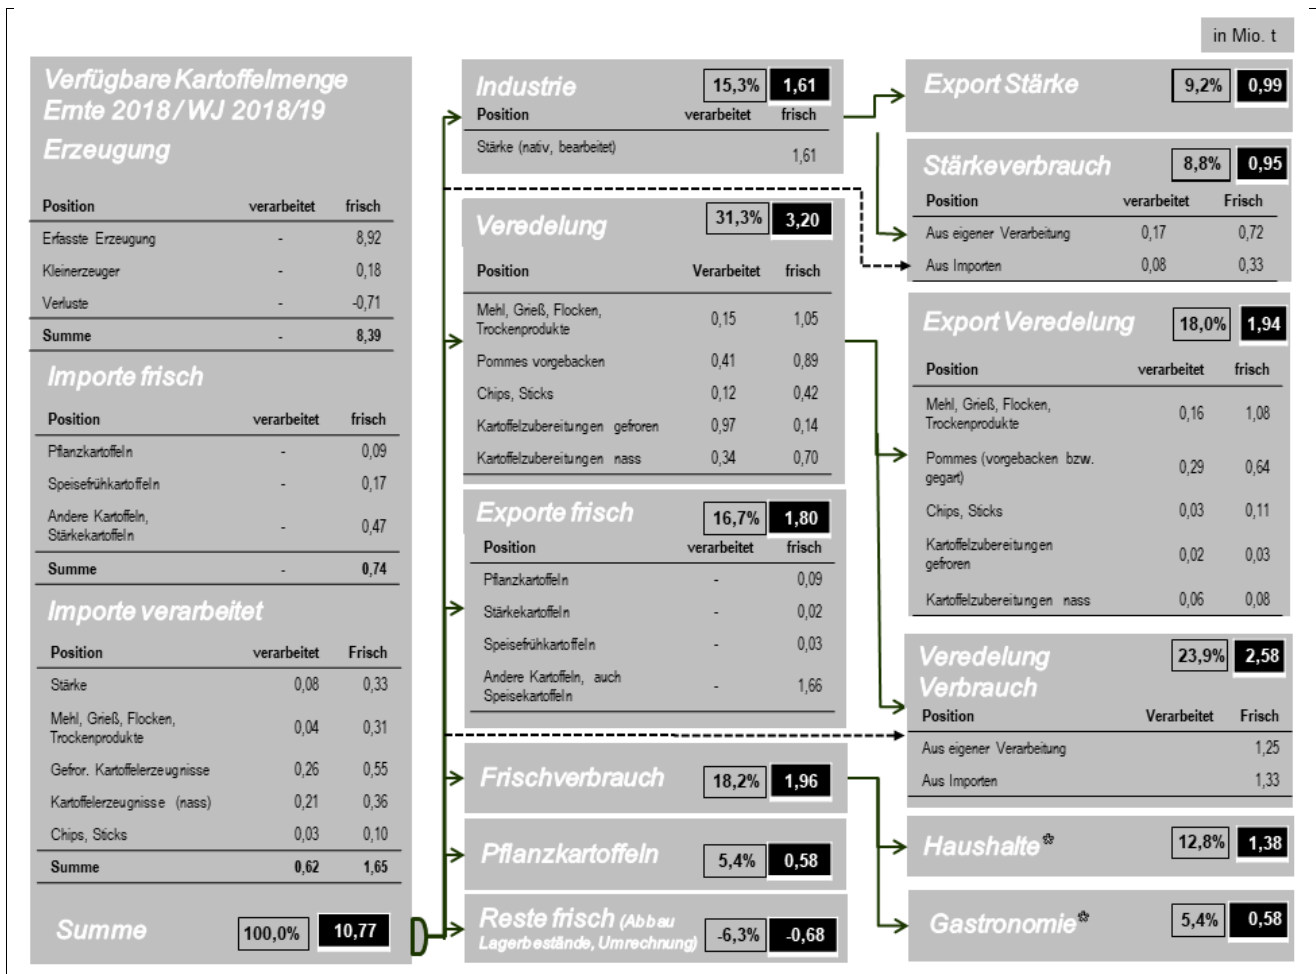 in Mio. t
Verfügbare Kartoffelmenge
Ernte 2018 / WJ 2018/19
Erzeugung
Position verarbeitet frisch
Erfasste Erzeugung - 8,92
Kleinerzeuger - 0,18
Verluste - -0,71
Summe - 8,39
Importe frisch
Position verarbeitet frisch
Pflanzkartoffeln - 0,09
Speisefrühkartoffeln - 0,17
Andere Kartoffeln,
Stärkekartoffeln - 0,47
Summe - 0,74
Importe verarbeitet
Position verarbeitet Frisch
Stärke 0,08 0,33
Mehl, Grieß, Flocken,
Trockenprodukte 0,04 0,31
Gefror. Kartoffelerzeugnisse 0,26 0,55
Kartoffelerzeugnisse (nass) 0,21 0,36
Chips, Sticks 0,03 0,10
Summe 0,62 1,65
Summe 100,0% 10,77
Industrie 15,3% 1,61
Position verarbeitet frisch
Stärke (nativ, bearbeitet) 1,61
Veredelung 31,3% 3,20
Position Verarbeitet frisch
Mehl, Grieß, Flocken,
Trockenprodukte 0,15 1,05
Pommes vorgebacken 0,41 0,89
Chips, Sticks 0,12 0,42
Kartoffelzubereitungen gefroren 0,97 0,14
Kartoffelzubereitungen nass 0,34 0,70
Exporte frisch 16,7% 1,80
Position verarbeitet frisch
Pflanzkartoffeln - 0,09
Stärkekartoffeln - 0,02
Speisefrühkartoffeln - 0,03
Andere Kartoffeln, auch
Speisekartoffeln - 1,66
Frischverbrauch 18,2% 1,96
Pflanzkartoffeln 5,4% 0,58
Reste frisch (Abbau
Lagerbestände, Umrechnung) -6,3% -0,68
Export Stärke 9,2% 0,99
Stärkeverbrauch 8,8% 0,95
Position verarbeitet Frisch
Aus eigener Verarbeitung 0,17 0,72
Aus Importen 0,08 0,33
Export Veredelung 18,0% 1,94
Position verarbeitet frisch
Mehl, Grieß, Flocken,
Trockenprodukte 0,16 1,08
Pommes (vorgebacken bzw.
gegart) 0,29 0,64
Chips, Sticks 0,03 0,11
Kartoffelzubereitungen
gefroren 0,02 0,03
Kartoffelzubereitungen nass 0,06 0,08
Veredelung
Verbrauch 23,9% 2,58
Position Verarbeitet Frisch
Aus eigener Verarbeitung 1,25
Aus Importen 1,33
Haushalte* 12,8% 1,38
Gastronomie* 5,4% 0,58